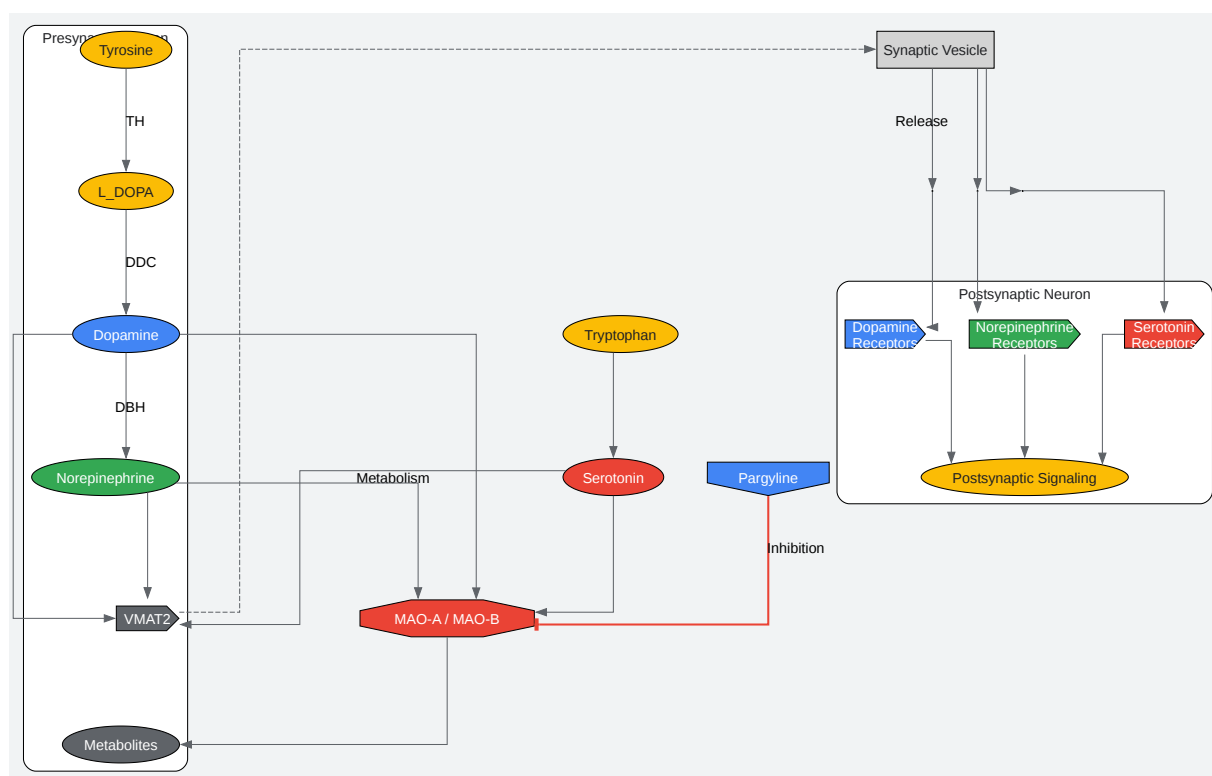 Tyrosine
Synaptic Vesicle
TH
Release
L_DOPA
DDC
Postsynaptic Neuron
Dopamine
Tryptophan
Dopamine
Receptors
Norepinephrine
Receptors
Serotonin
Receptors
DBH
Norepinephrine
Metabolism
Serotonin
Pargyline
Postsynaptic Signaling
Inhibition
VMAT2
MAO-A / MAO-B
Metabolites